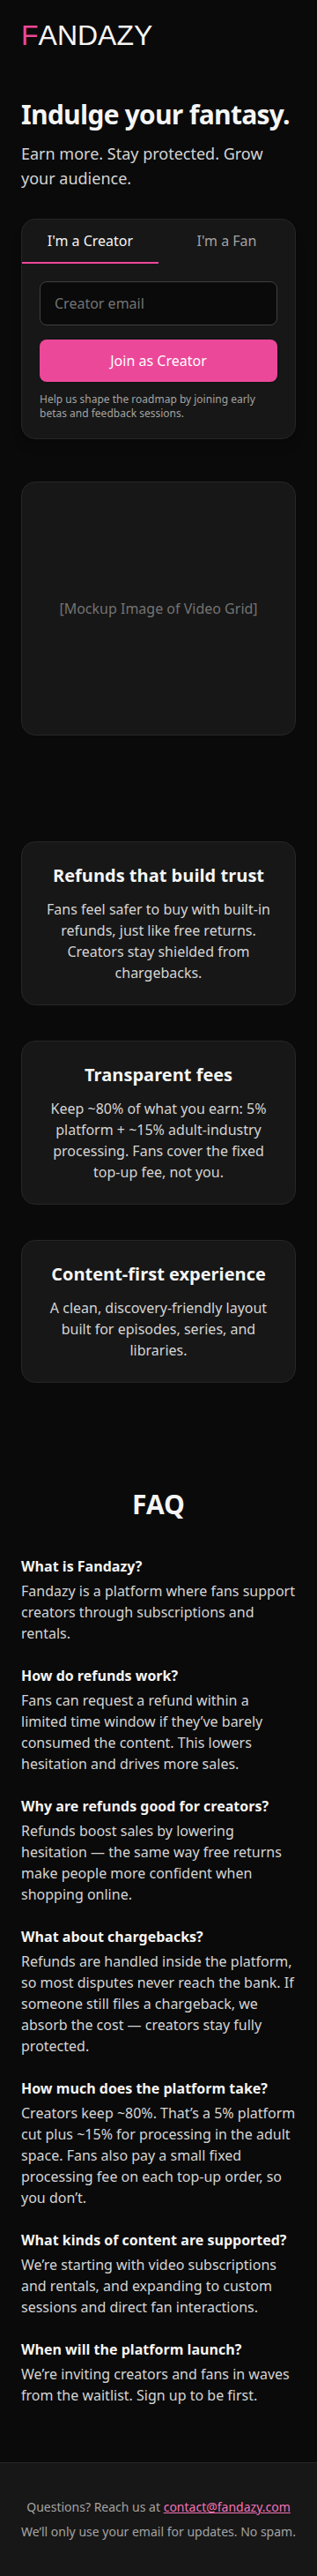 FANDAZY
Indulge your fantasy.
Earn more. Stay protected. Grow
your audience.
I'm a Creator
I'm a Fan
Creator email
Join as Creator
Help us shape the roadmap by joining early
betas and feedback sessions.
[Mockup Image of Video Grid]
Refunds that build trust
Fans feel safer to buy with built-in
refunds, just like free returns.
Creators stay shielded from
chargebacks.
Transparent fees
Keep ~80% of what you earn: 5%
platform + ~15% adult-industry
processing. Fans cover the fixed
top-up fee, not you.
Content-first experience
A clean, discovery-friendly layout
built for episodes, series, and
libraries.
FAQ
What is Fandazy?
Fandazy is a platform where fans support
creators through subscriptions and
rentals.
How do refunds work?
Fans can request a refund within a
limited time window if they’ve barely
consumed the content. This lowers
hesitation and drives more sales.
Why are refunds good for creators?
Refunds boost sales by lowering
hesitation — the same way free returns
make people more confident when
shopping online.
What about chargebacks?
Refunds are handled inside the platform,
so most disputes never reach the bank. If
someone still files a chargeback, we
absorb the cost — creators stay fully
protected.
How much does the platform take?
Creators keep ~80%. That’s a 5% platform
cut plus ~15% for processing in the adult
space. Fans also pay a small fixed
processing fee on each top-up order, so
you don’t.
What kinds of content are supported?
We’re starting with video subscriptions
and rentals, and expanding to custom
sessions and direct fan interactions.
When will the platform launch?
We’re inviting creators and fans in waves
from the waitlist. Sign up to be first.
Questions? Reach us at contact@fandazy.com
We’ll only use your email for updates. No spam.